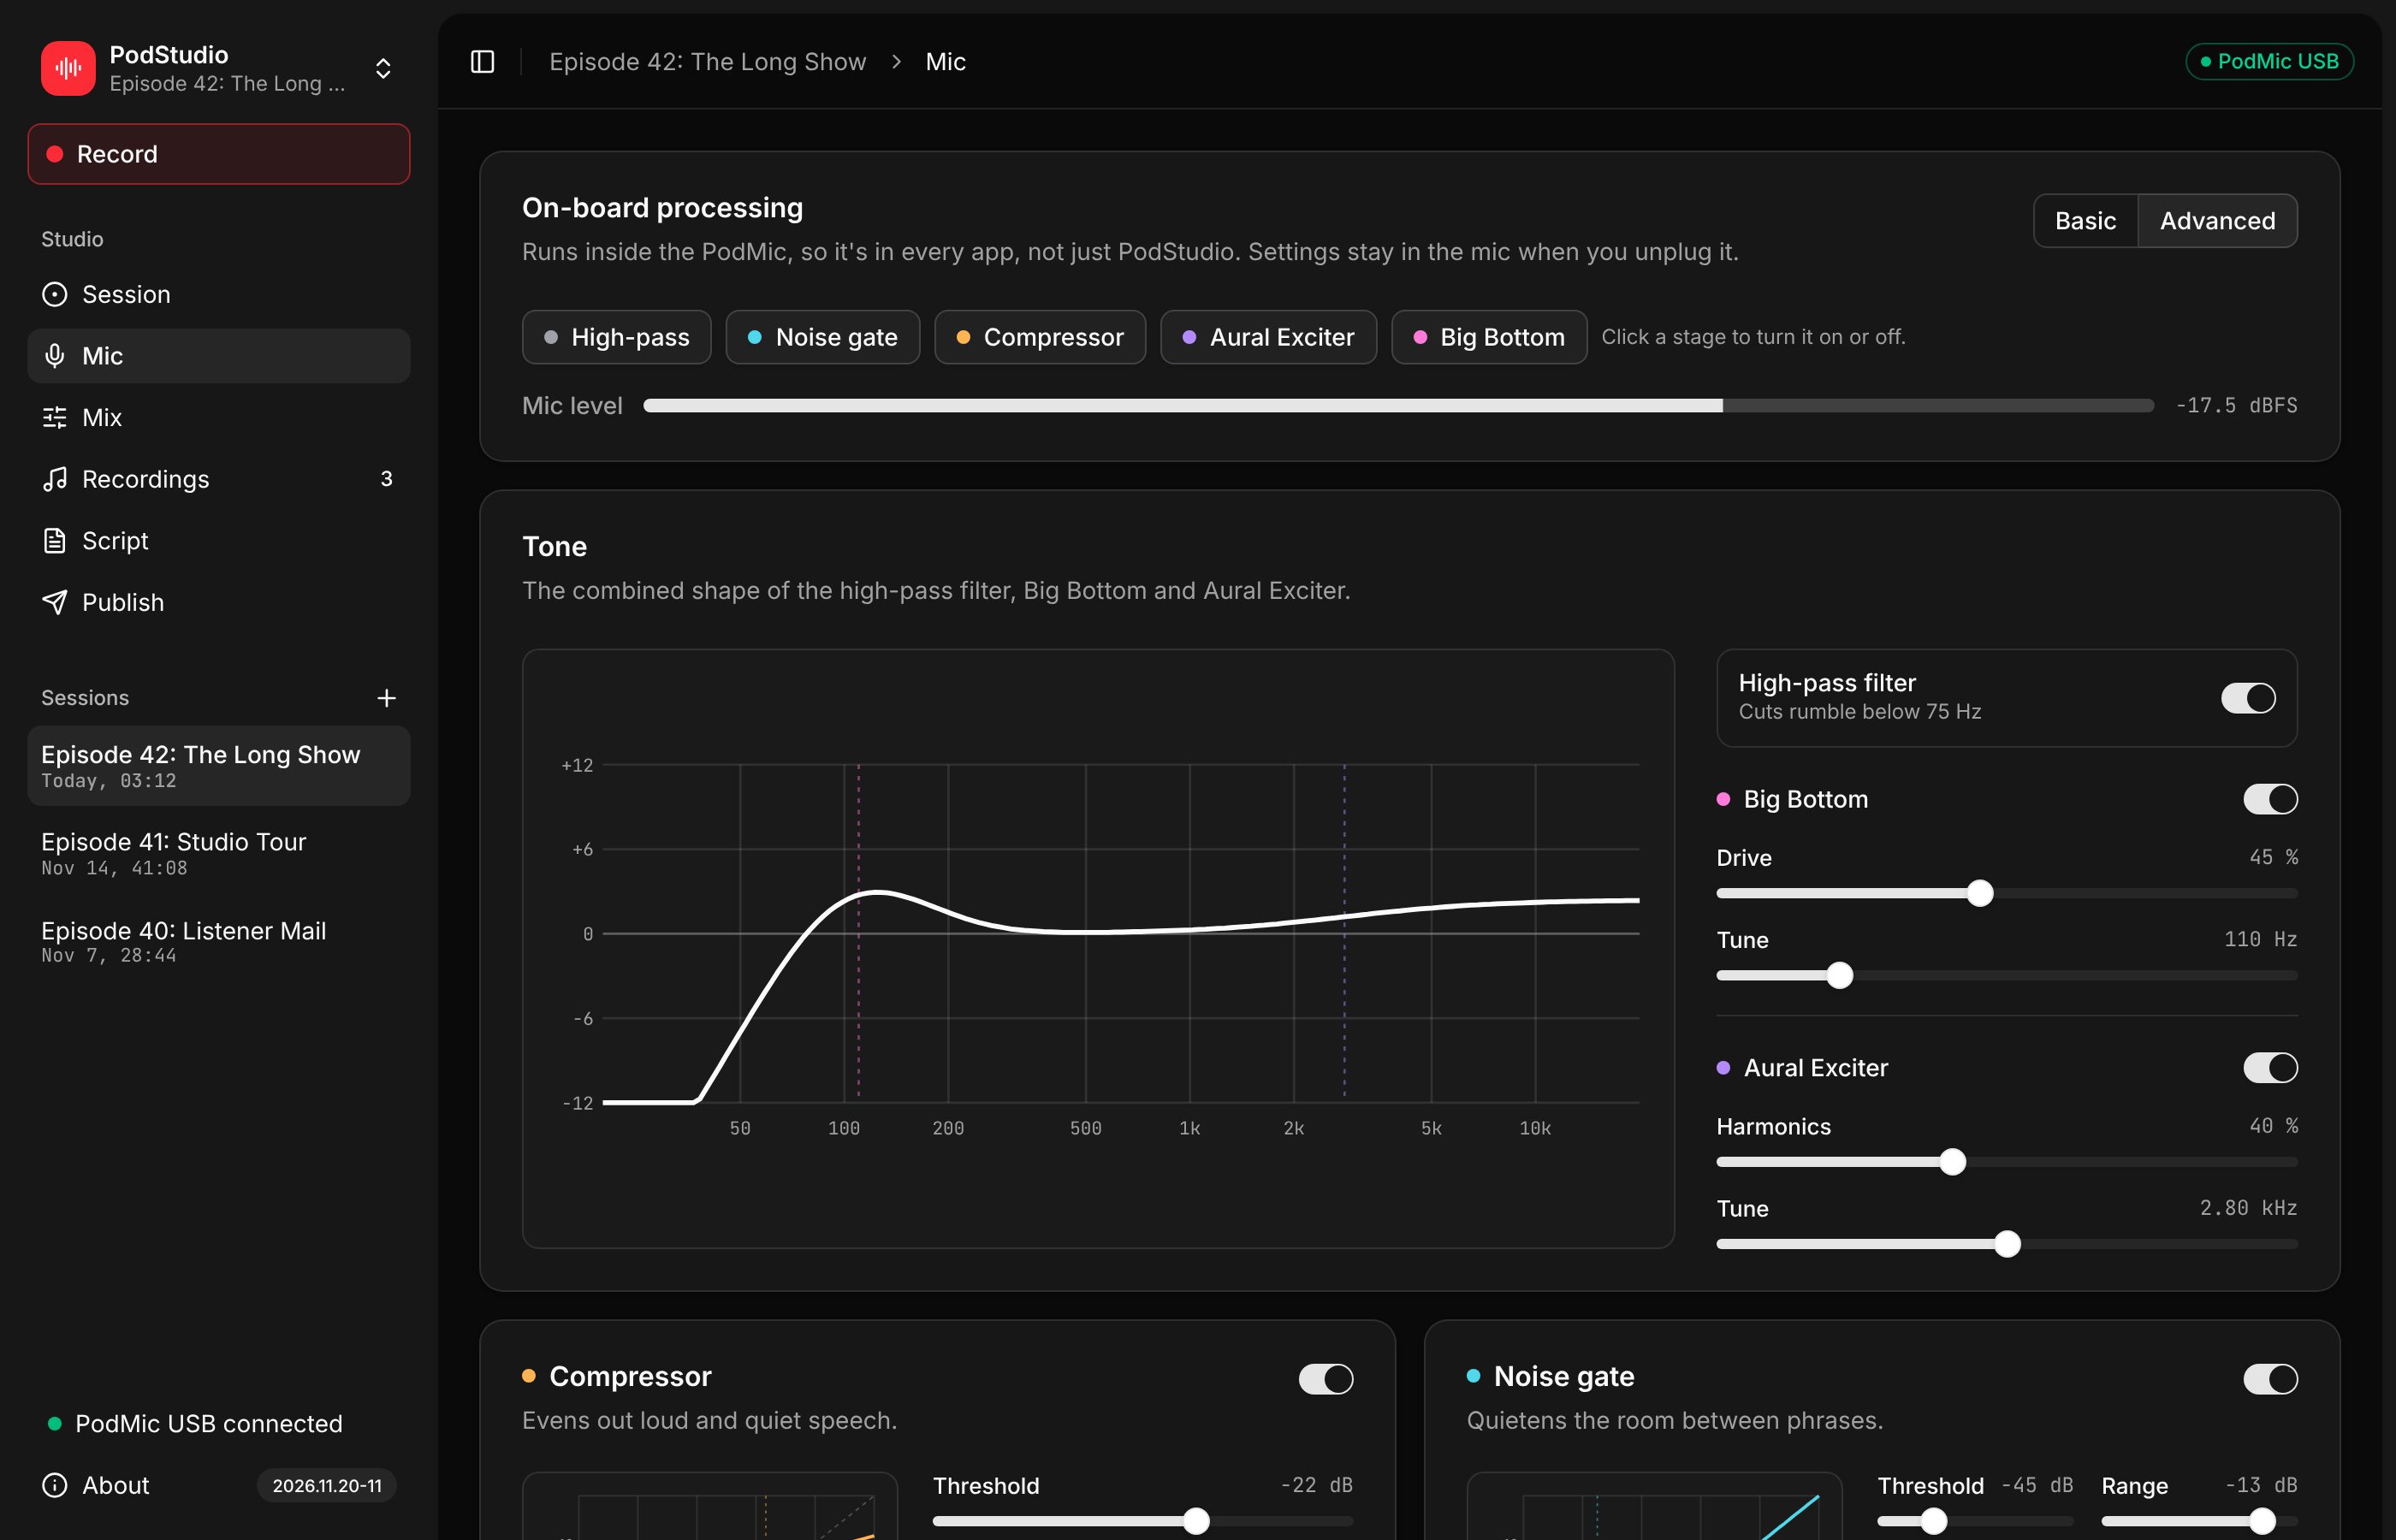 PodStudio
Episode 42: The Long ...
Record
Studio
Session
Mic
Mix
Recordings 3
Script
Publish
Sessions
Episode 42: The Long Show
Today, 03:12
Episode 41: Studio Tour
Nov 14, 41:08
Episode 40: Listener Mail
Nov 7, 28:44
PodMic USB connected
About 2026.11.20-11
Episode 42: The Long Show > Mic
PodMic USB
On-board processing
Runs inside the PodMic, so it's in every app, not just PodStudio. Settings stay in the mic when you unplug it.
Basic Advanced
High-pass Noise gate Compressor Aural Exciter Big Bottom Click a stage to turn it on or off.
Mic level -17.5 dBFS
Tone
The combined shape of the high-pass filter, Big Bottom and Aural Exciter.
+12
+6
0
-6
-12
50 100 200 500 1k 2k 5k 10k
High-pass filter
Cuts rumble below 75 Hz
Big Bottom
Drive 45 %
Tune 110 Hz
Aural Exciter
Harmonics 40 %
Tune 2.80 kHz
Compressor
Evens out loud and quiet speech.
Threshold -22 dB
Noise gate
Quietens the room between phrases.
Threshold -45 dB Range -13 dB